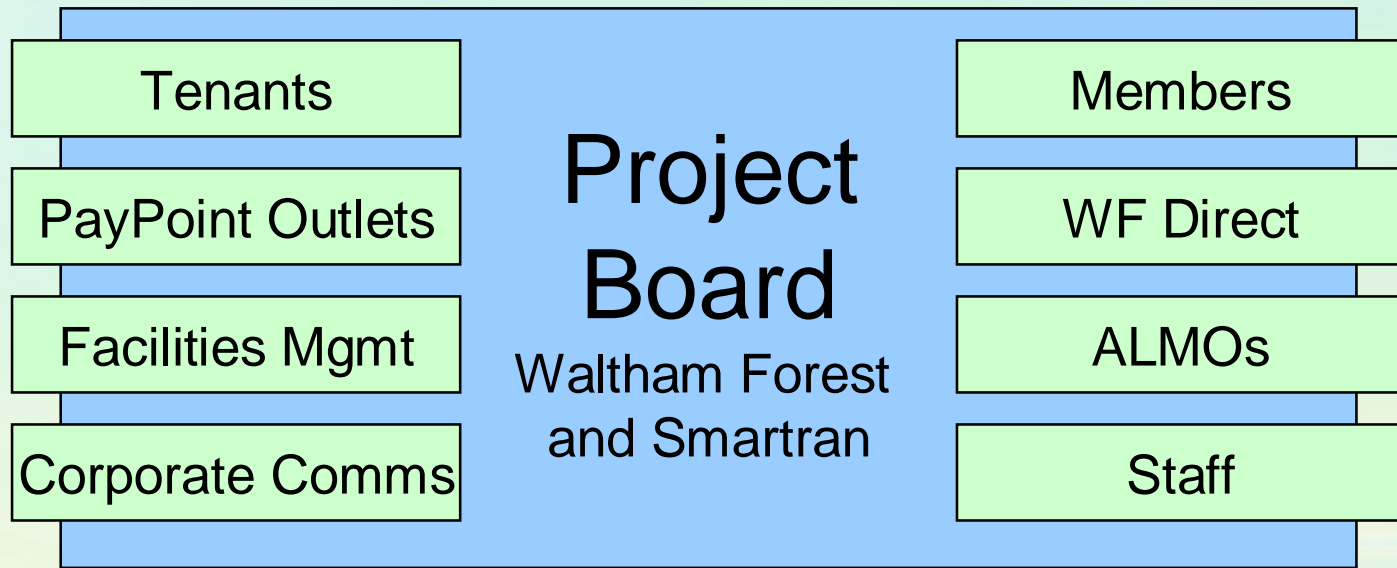 Tenants
PayPoint Outlets
Facilities Mgmt
Corporate Comms
Project
Board
Waltham Forest
and Smartran
Members
WF Direct
ALMOs
Staff